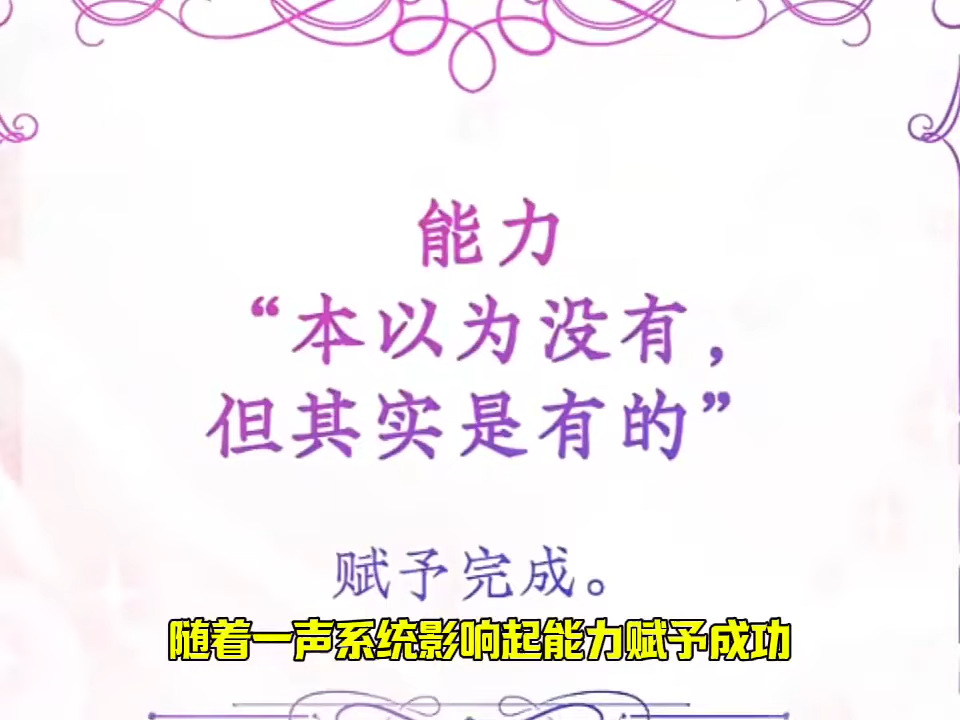 能力
“本以为没有，
但其实是有的”
赋予完成。
随着一声系统影响起能力赋予成功